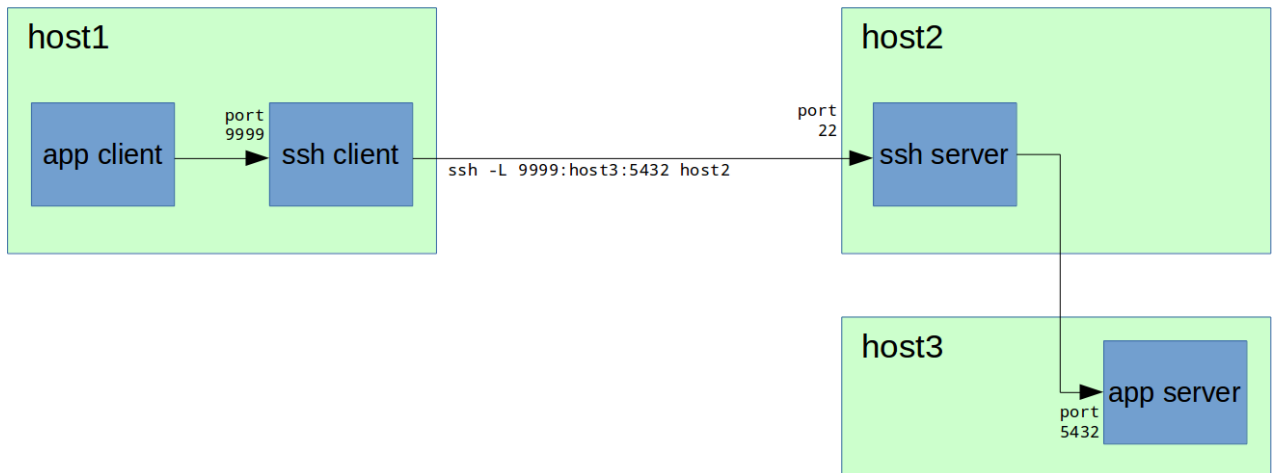 host1
host2
app client
port
9999
ssh client
ssh -L 9999:host3:5432 host2
port
22
ssh server
host3
port
5432
app server